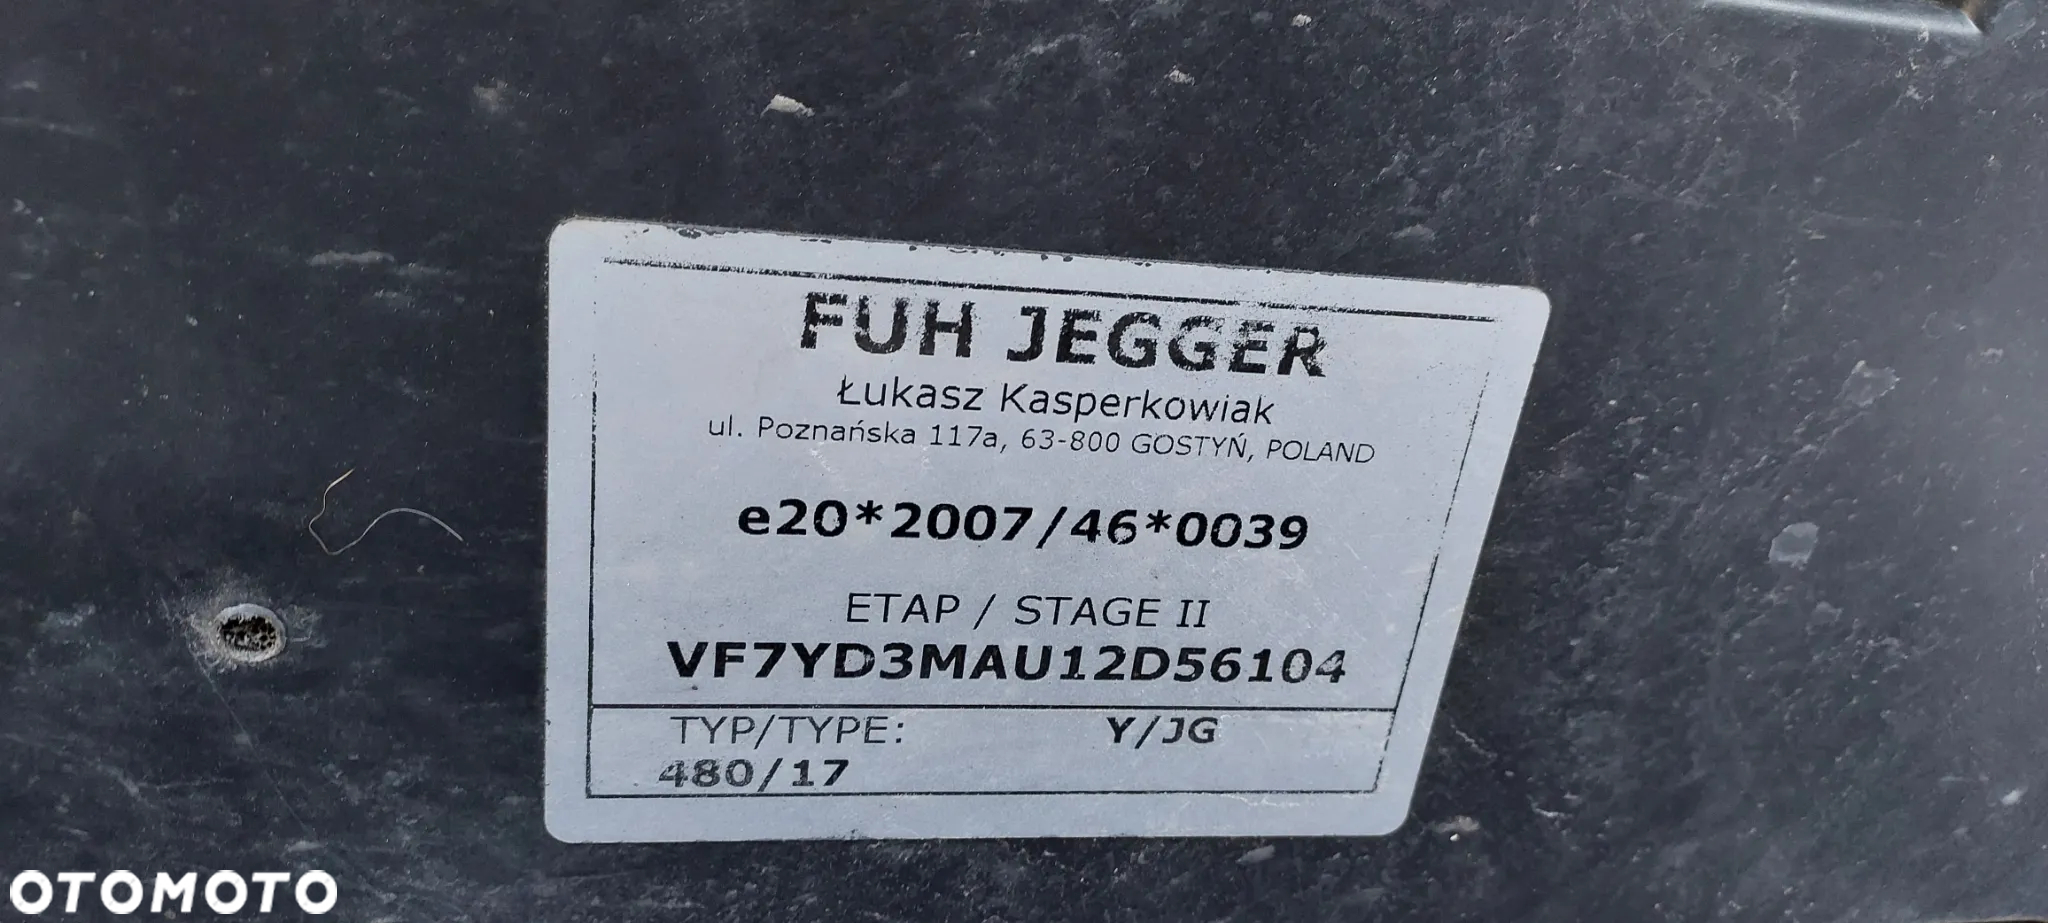 FUH JEGGER
Łukasz Kasperkowiak
ul. Poznańska 117a, 63-800 GOSTYŃ, POLAND
e20*2007/46*0039
ETAP / STAGE II
VF7YD3MAU12D56104
TYP/TYPE: Y/JG
480/17
OTOMOTO